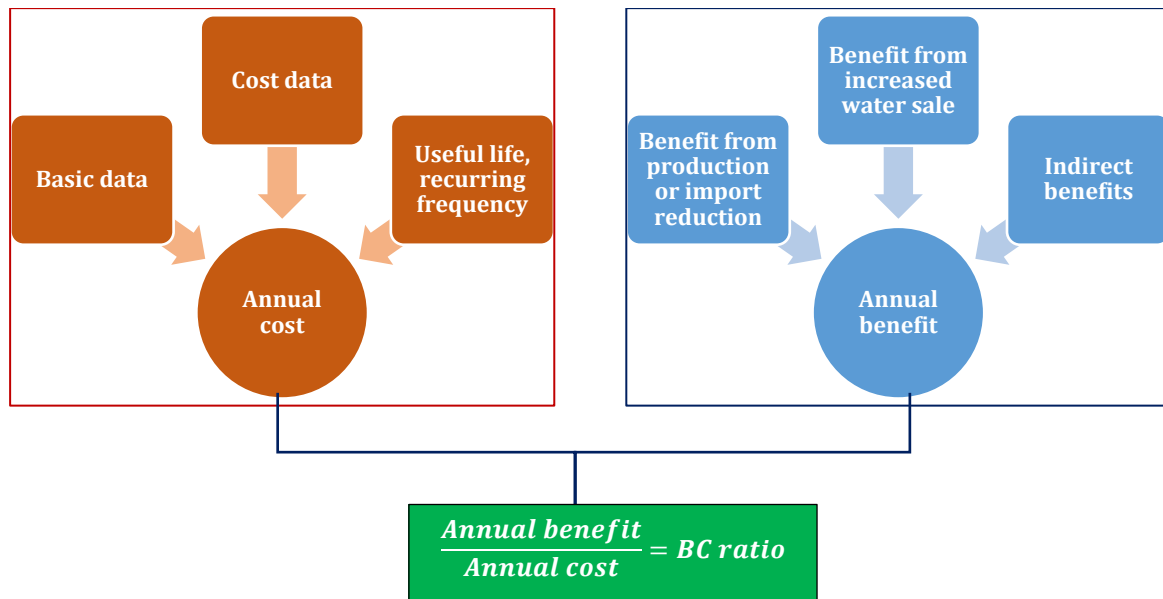 Cost data
Basic data
Useful life,
recurring
frequency
Annual
cost
Benefit from
increased
water sale
Benefit from
production
or import
reduction
Indirect
benefits
Annual
benefit
Annual benefit
Annual cost
= BC ratio